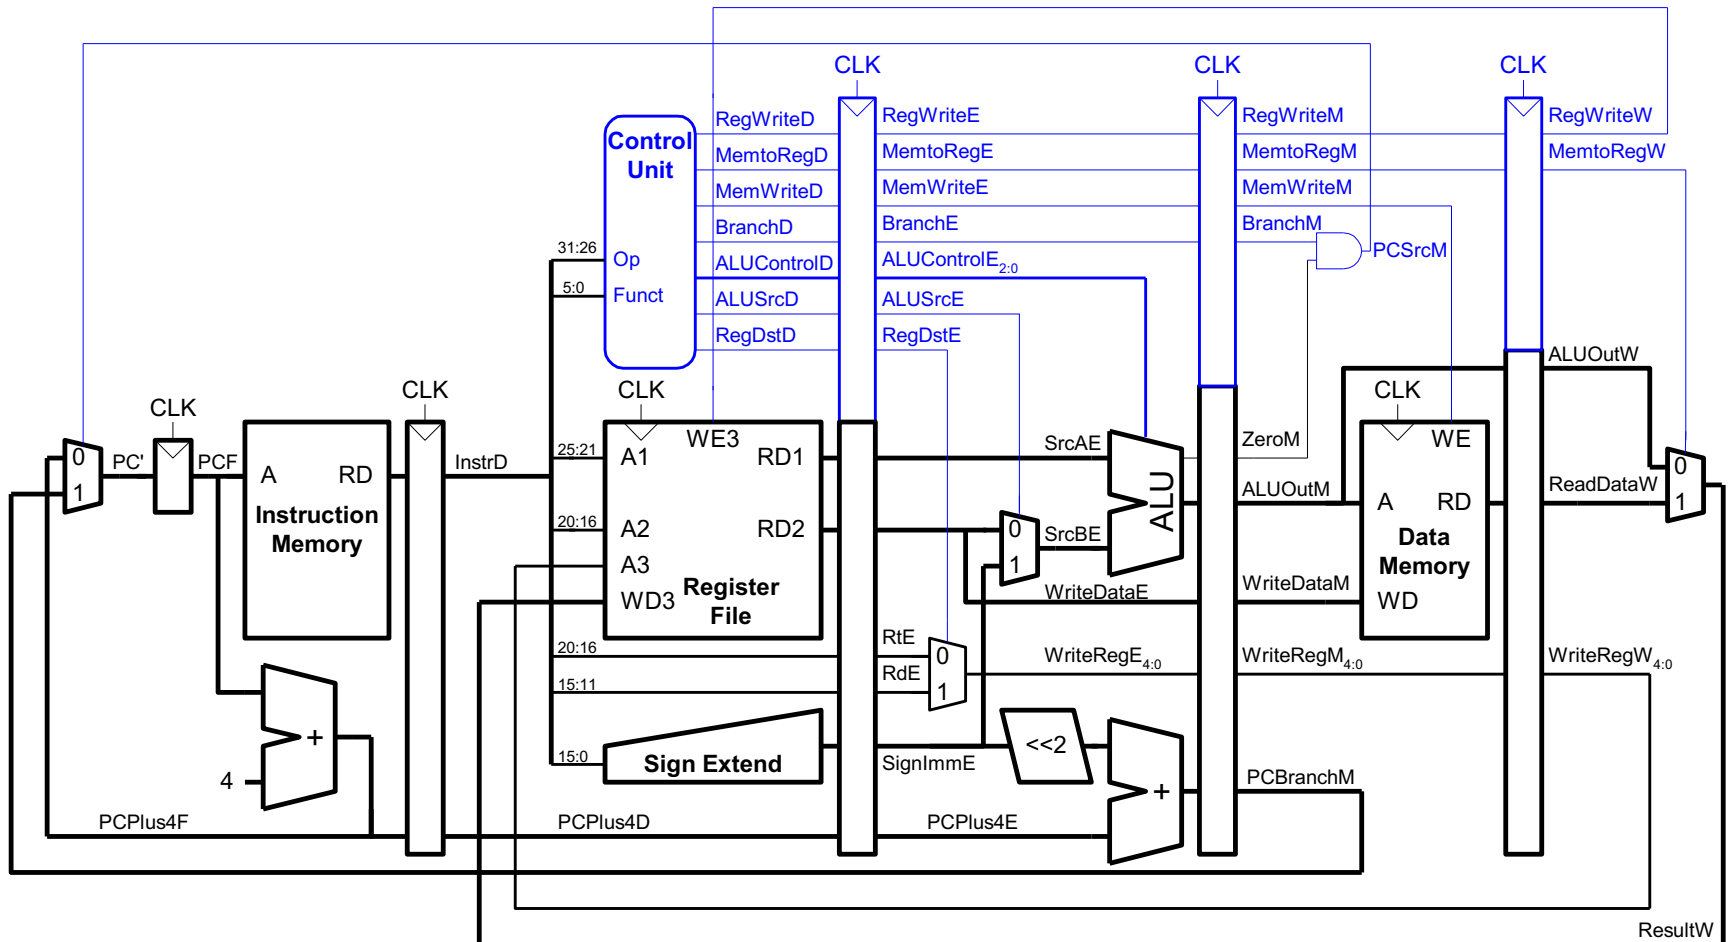 CLK
CLK
CLK
RegWriteD
RegWriteE
RegWriteM
RegWriteW
Control
Unit
MemtoRegD
MemtoRegE
MemtoRegM
MemtoRegW
MemWriteD
MemWriteE
MemWriteM
BranchD
BranchE
BranchM
31:26
Op
ALUControlD
ALUControlE2:0
PCSrcM
5:0
Funct
ALUSrcD
ALUSrcE
RegDstD
RegDstE
ALUOutW
CLK
CLK
CLK
CLK
WE3
ZeroM
WE
0
PC'
PCF
A
RD
InstrD
25:21
A1
RD1
SrcAE
0
1
Instruction
Memory
ALU
ALUOutM
A
RD
ReadDataW
1
20:16
A2
RD2
0
SrcBE
Data
Memory
A3
1
WD3
Register
File
WriteDataE
WriteDataM
WD
20:16
RtE
0
WriteRegE4:0
WriteRegM4:0
WriteRegW4:0
15:11
RdE
1
+
4
15:0
Sign Extend
SignImmE
<<2
+
PCBranchM
PCPlus4F
PCPlus4D
PCPlus4E
ResultW